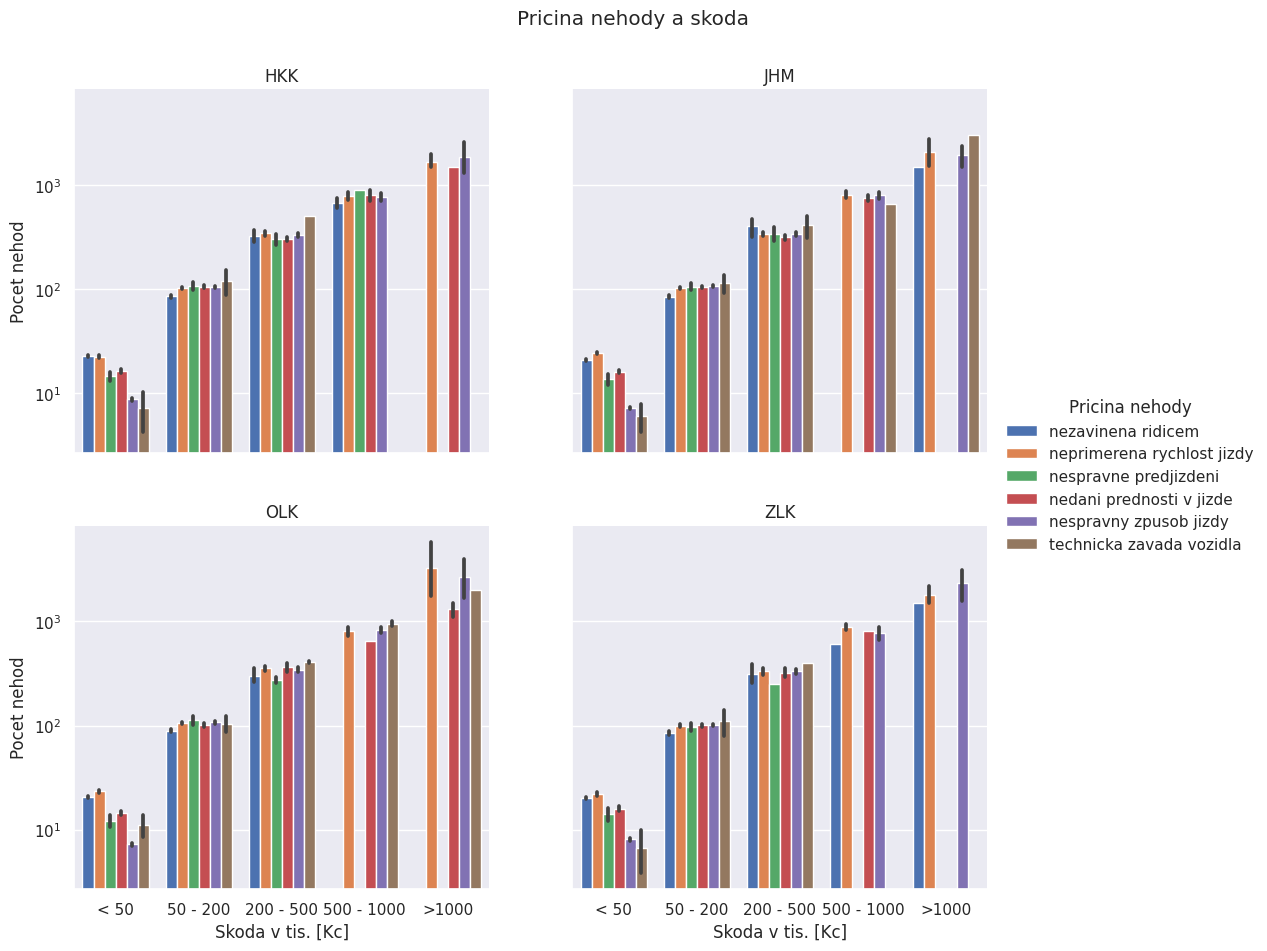 Pricina nehody a skoda
HKK
JHM
Pocet nehod
10³
10²
10¹
OLK
ZLK
Pocet nehod
10³
10²
10¹
< 50
50 - 200
200 - 500
500 - 1000
>1000
Skoda v tis. [Kc]
< 50
50 - 200
200 - 500
500 - 1000
>1000
Skoda v tis. [Kc]
Pricina nehody
nezavinena ridicem
neprimerena rychlost jizdy
nespravne predjizdeni
nedani prednosti v jizde
nespravny zpusob jizdy
technicka zavada vozidla